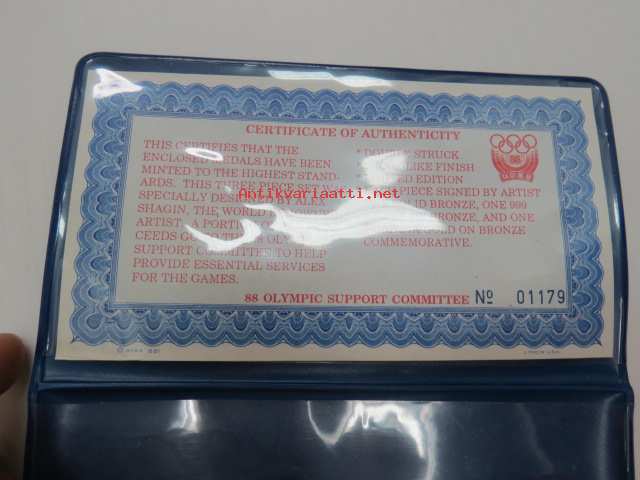 CERTIFICATE OF AUTHENTICITY
THIS CERTIFIES THAT THE
ENCLOSED MEDALS HAVE BEEN
MINTED TO THE HIGHEST STAND-
ARDS. THIS THREE PIECE SET
SPECIALLY DESIGNED BY ALEX
SHAGIN, THE WORLD
ARTIST. A PORTI
CEEDS GO
SUPPORT COMMITTEE TO HELP
PROVIDE ESSENTIAL SERVICES
FOR THE GAMES.
* DOUBLE STRUCK
LIKE FINISH
EDITION
PIECE SIGNED BY ARTIST
BRONZE, ONE 999
BRONZE, AND ONE
ON BRONZE
COMMEMORATIVE.
88
Antikvariaatti.net
88 OLYMPIC SUPPORT COMMITTEE Nº 01179